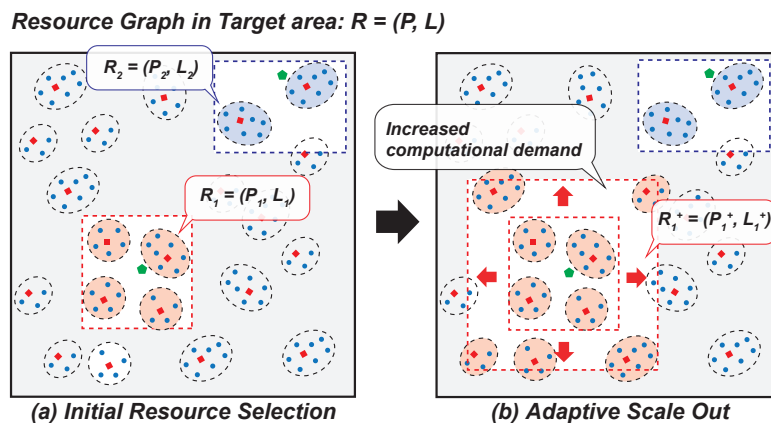 Resource Graph in Target area: R = (P, L)
R2 = (P2, L2)
R1 = (P1, L1)
(a) Initial Resource Selection
Increased
computational demand
R1+ = (P1+, L1+)
(b) Adaptive Scale Out